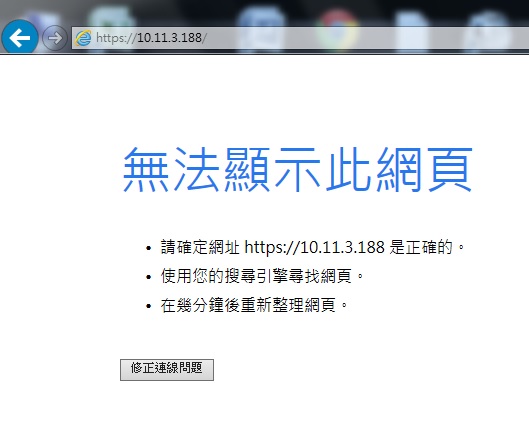 https://10.11.3.188/
無法顯示此網頁
• 請確定網址 https://10.11.3.188 是正確的。
• 使用您的搜尋引擎尋找網頁。
• 在幾分鐘後重新整理網頁。
修正連線問題